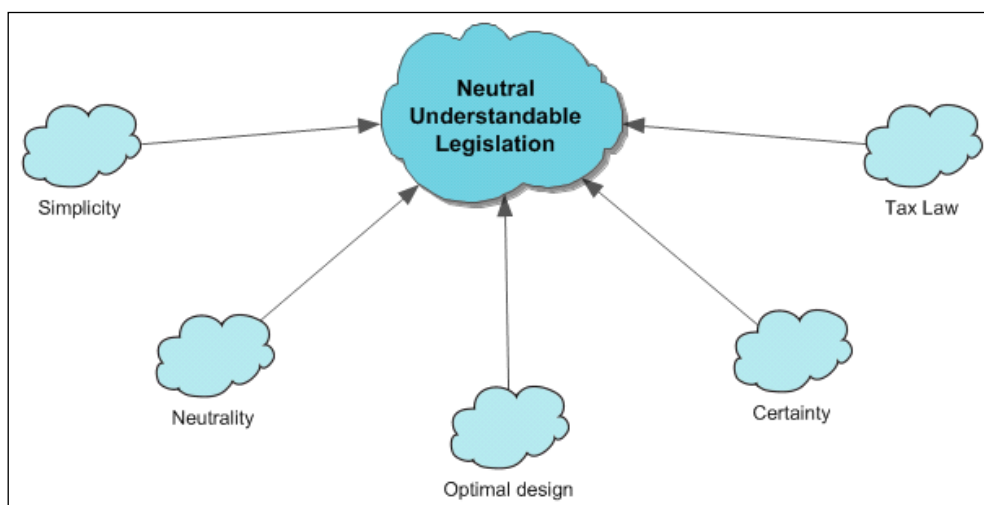 Neutral
Understandable
Legislation
Simplicity
Tax Law
Neutrality
Certainty
Optimal design